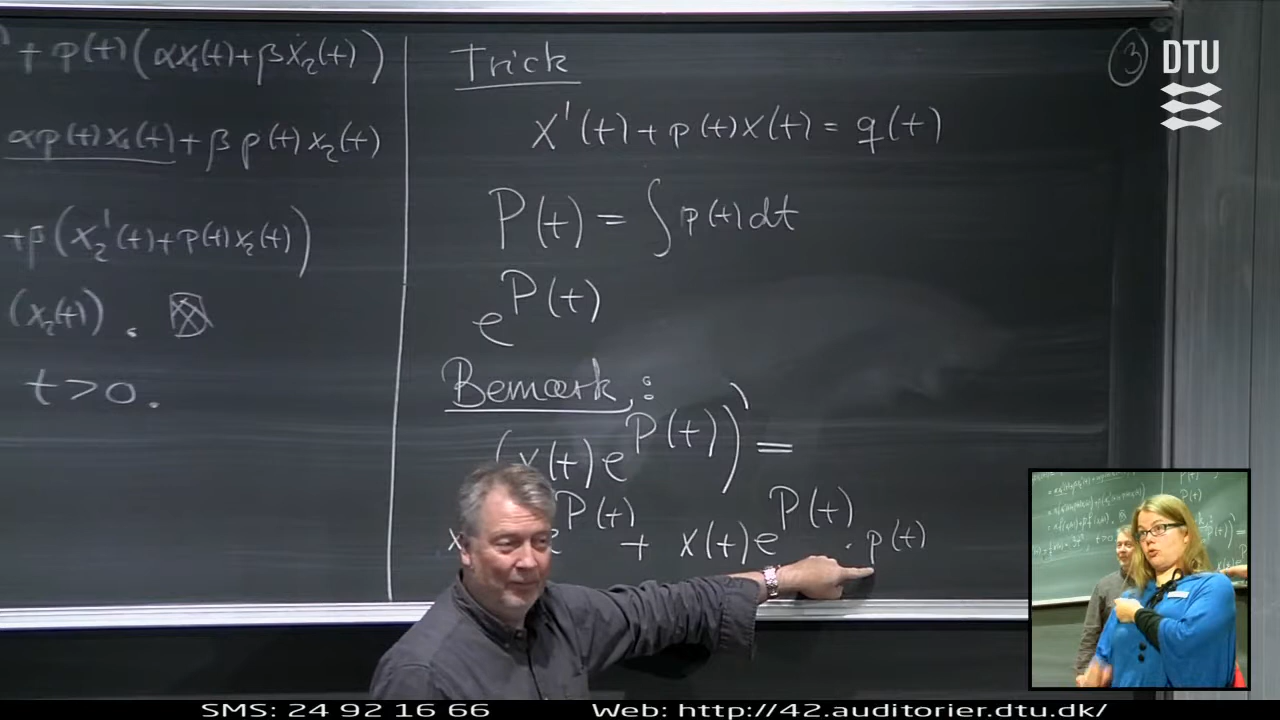 + p(t)(αx₁(t)+βx₂(t))
αp(t)x₁(t)+βp(t)x₂(t)
+β(x₂'(t)+p(t)x₂(t))
(x₂(t)).
t>0.
Trick
3
x'(t)+p(t)x(t)=q(t)
P(t) = ∫p(t)dt
e^P(t)
Bemærk:
(x(t)e^P(t))' =
x e^P(t) + x(t)e^P(t) · p(t)
DTU
SMS: 24 92 16 66 Web: http://42.auditorier.dtu.dk/